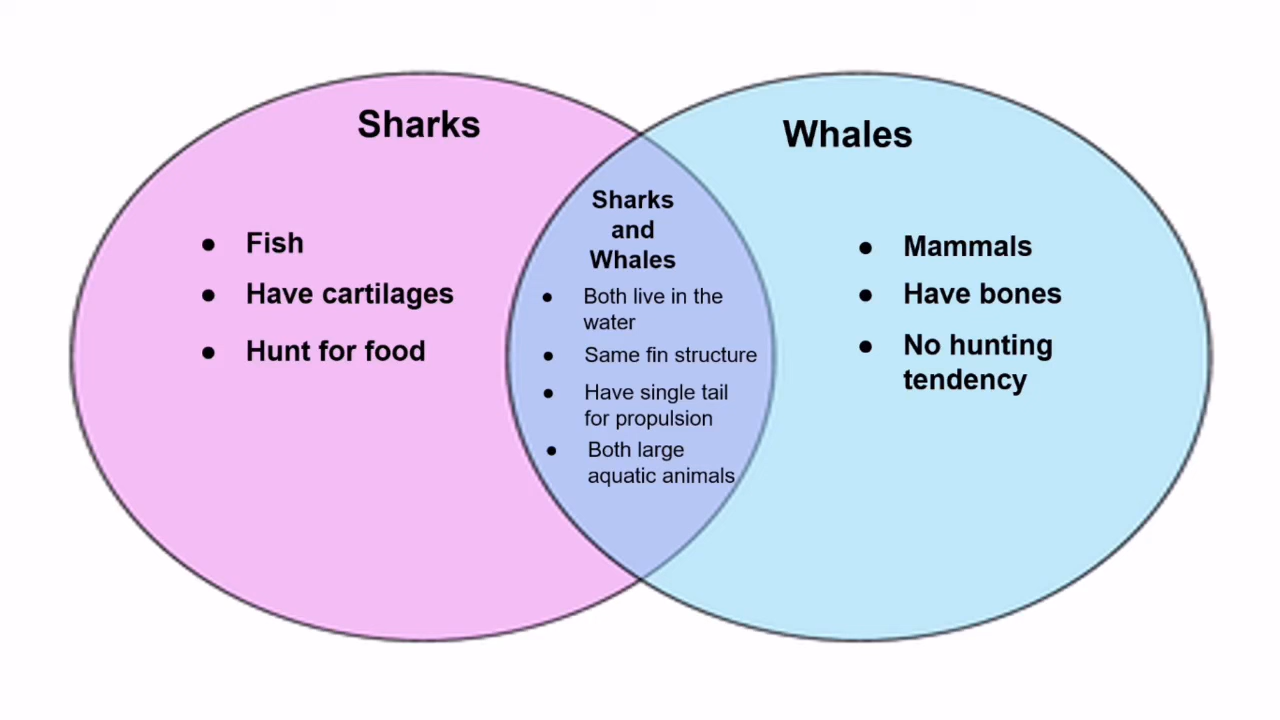 Sharks
● Fish
● Have cartilages
● Hunt for food
Sharks
and
Whales
● Both live in the
water
● Same fin structure
● Have single tail
for propulsion
● Both large
aquatic animals
Whales
● Mammals
● Have bones
● No hunting
tendency